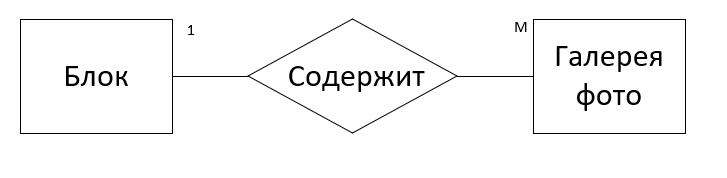 1
М
Блок
Содержит
Галерея
фото